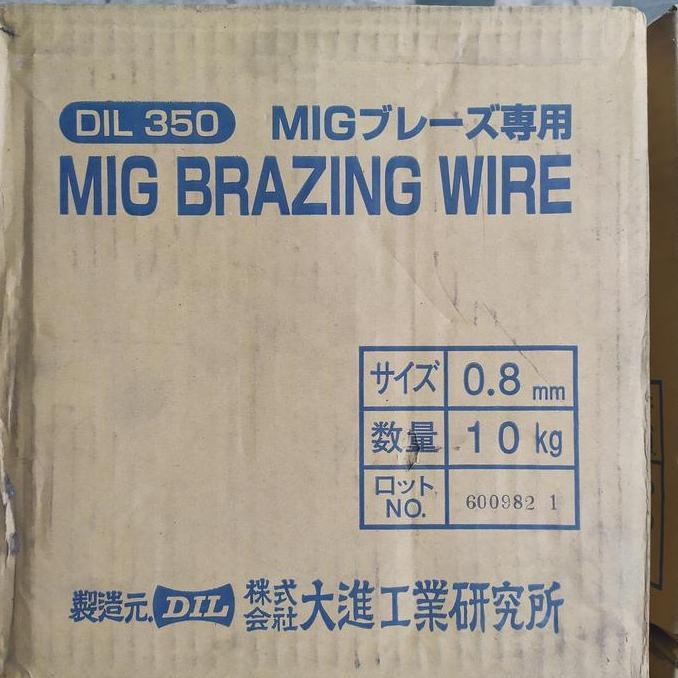 DIL 350 MIGブレーズ専用
MIG BRAZING WIRE
サイズ 0.8 mm
数量 10 kg
ロット NO. 600982 1
製造元. DIL 株式会社 大進工業研究所